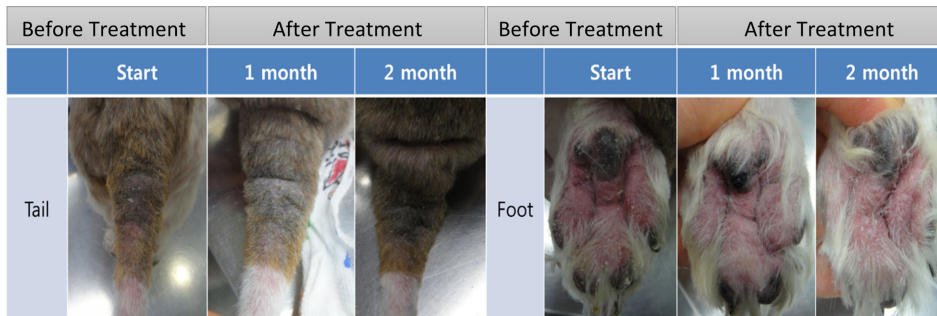 Before Treatment After Treatment Before Treatment After Treatment
Start 1 month 2 month Start 1 month 2 month
Tail Foot